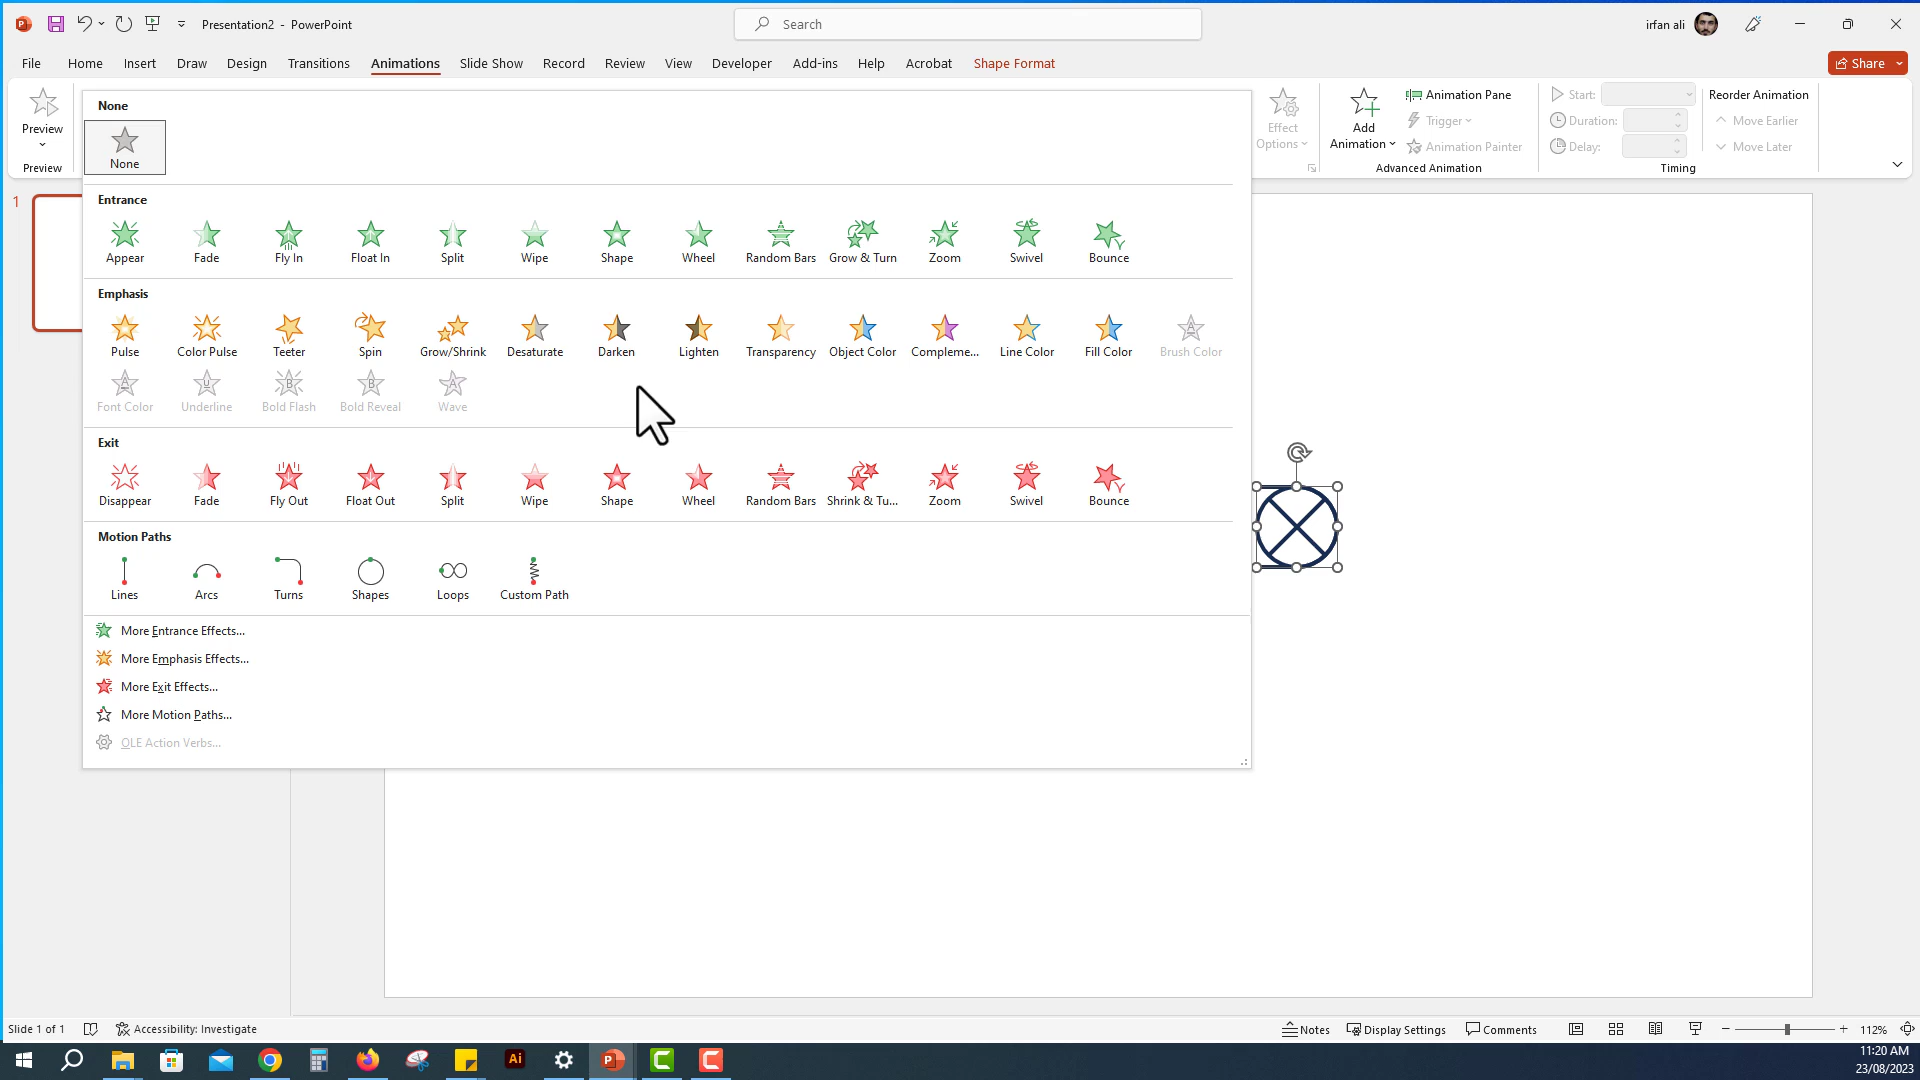 Presentation2 - PowerPoint
Search
irfan ali
File Home Insert Draw Design Transitions Animations Slide Show Record Review View Developer Add-ins Help Acrobat Shape Format
Share
Preview
Preview
None
None
Effect Options
Add Animation
Animation Pane
Trigger
Animation Painter
Advanced Animation
Start:
Duration:
Delay:
Timing
Reorder Animation
Move Earlier
Move Later
1
Entrance
Appear Fade Fly In Float In Split Wipe Shape Wheel Random Bars Grow & Turn Zoom Swivel Bounce
Emphasis
Pulse Color Pulse Teeter Spin Grow/Shrink Desaturate Darken Lighten Transparency Object Color Compleme... Line Color Fill Color Brush Color
Font Color Underline Bold Flash Bold Reveal Wave
Exit
Disappear Fade Fly Out Float Out Split Wipe Shape Wheel Random Bars Shrink & Tu... Zoom Swivel Bounce
Motion Paths
Lines Arcs Turns Shapes Loops Custom Path
More Entrance Effects...
More Emphasis Effects...
More Exit Effects...
More Motion Paths...
OLE Action Verbs...
Slide 1 of 1 Accessibility: Investigate
Notes Display Settings Comments 112%
Ai
11:20 AM
23/08/2023